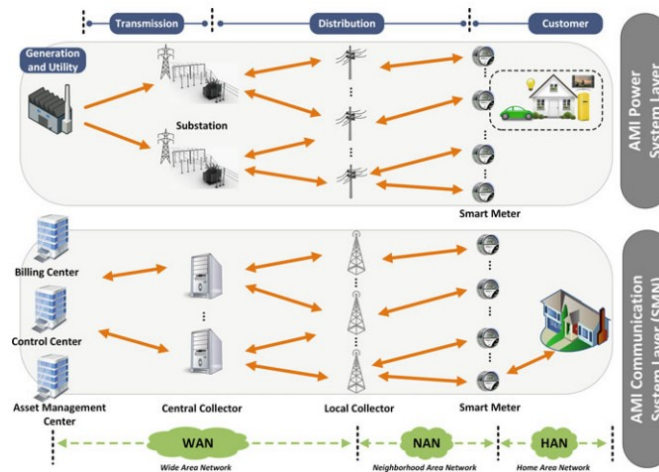 Transmission
Distribution
Customer
Generation
and Utility
Substation
Smart Meter
AMI Power
System Layer
Billing Center
Control Center
Asset Management
Center
Central Collector
Local Collector
Smart Meter
AMI Communication
System Layer (SMN)
WAN
NAN
HAN
Wide Area Network
Neighborhood Area Network
Home Area Network